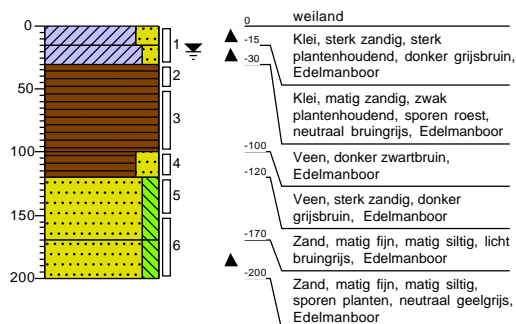 0
50
100
150
200
1
2
3
4
5
6
0 weiland
-15 Klei, sterk zandig, sterk
plantenhoudend, donker grijsbruin,
Edelmanboor
-30
Klei, matig zandig, zwak
plantenhoudend, sporen roest,
neutraal bruingrijs, Edelmanboor
-100 Veen, donker zwartbruin,
Edelmanboor
-120
Veen, sterk zandig, donker
grijsbruin, Edelmanboor
-170 Zand, matig fijn, matig siltig, licht
bruingrijs, Edelmanboor
-200 Zand, matig fijn, matig siltig,
sporen planten, neutraal geelgrijs,
Edelmanboor